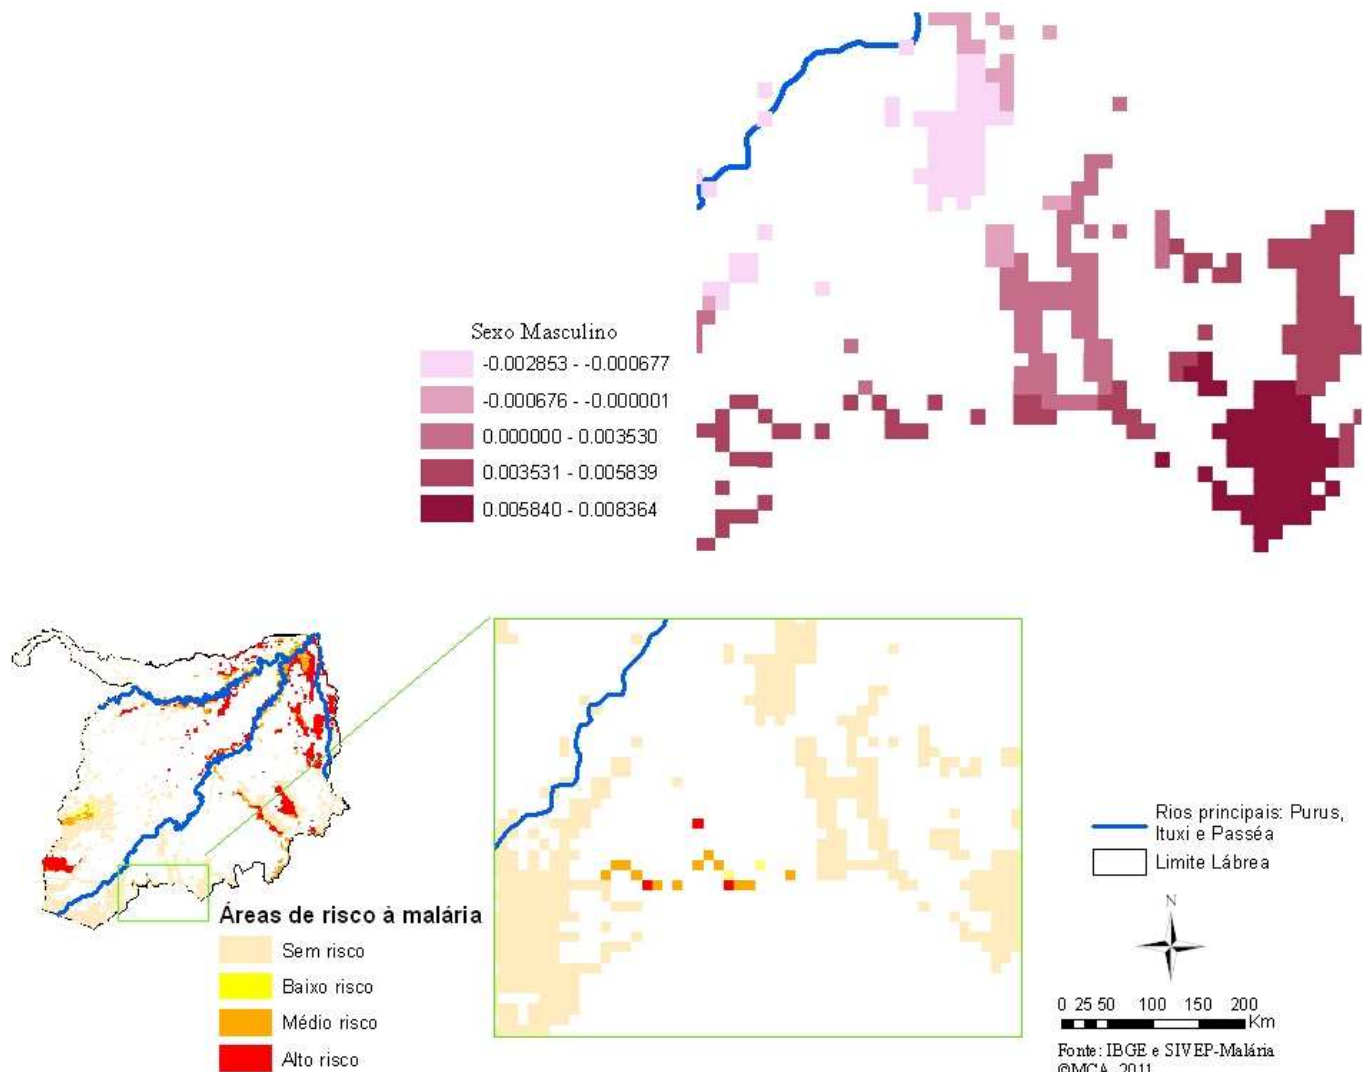 Sexo Masculino
-0.002853 - -0.000677
-0.000676 - -0.000001
0.000000 - 0.003530
0.003531 - 0.005839
0.005840 - 0.008364
Áreas de risco à malária
Sem risco
Baixo risco
Médio risco
Alto risco
Rios principais: Purus,
Ituxi e Passéa
Limite Lábrea
N
0 25 50 100 150 200
Km
Fonte: IBGE e SIVEP-Malária
©MCA, 2011